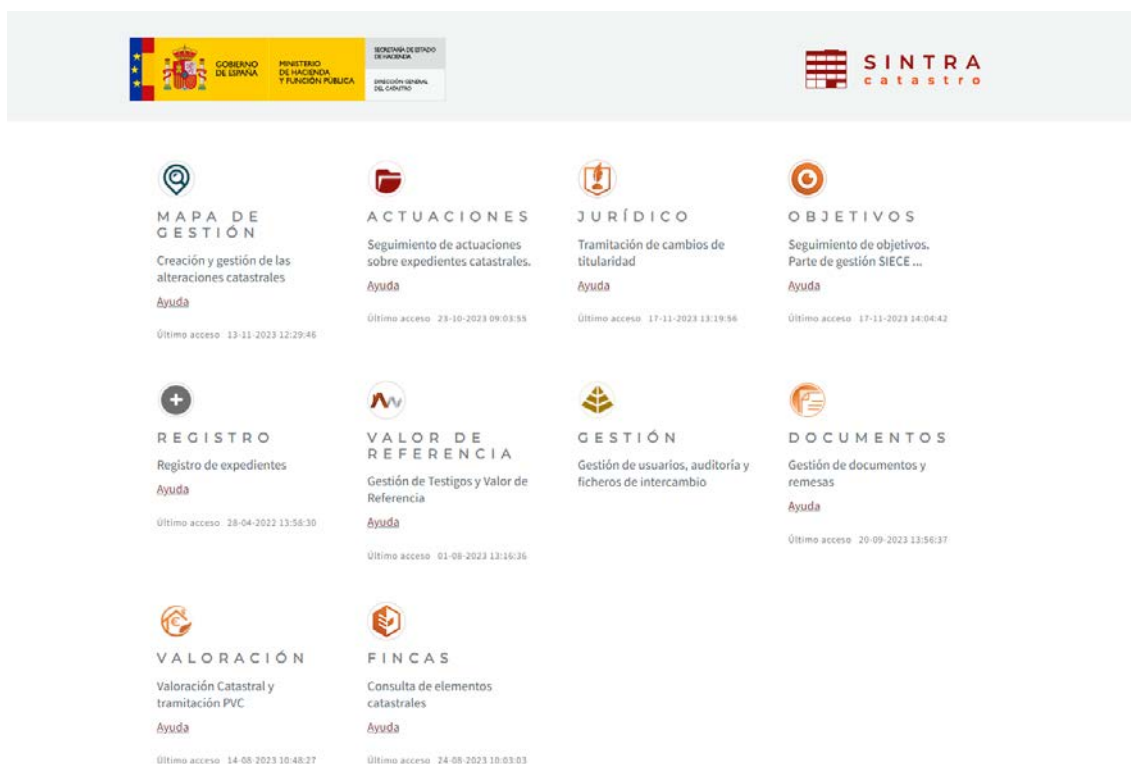 GOBIERNO
DE ESPAÑA
MINISTERIO
DE HACIENDA
Y FUNCIÓN PÚBLICA
SECRETARÍA DE ESTADO
DE HACIENDA
DIRECCIÓN GENERAL
DEL CATASTRO
SINTRA
catastro
MAPA DE
GESTIÓN
Creación y gestión de las
alteraciones catastrales
Ayuda
Último acceso 13-11-2023 12:29:46
ACTUACIONES
Seguimiento de actuaciones
sobre expedientes catastrales.
Ayuda
Último acceso 23-10-2023 09:03:55
JURÍDICO
Tramitación de cambios de
titularidad
Ayuda
Último acceso 17-11-2023 13:19:56
OBJETIVOS
Seguimiento de objetivos.
Parte de gestión SIECE ...
Ayuda
Último acceso 17-11-2023 14:04:42
REGISTRO
Registro de expedientes
Ayuda
Último acceso 28-04-2022 13:58:30
VALOR DE
REFERENCIA
Gestión de Testigos y Valor de
Referencia
Ayuda
Último acceso 01-08-2023 13:16:36
GESTIÓN
Gestión de usuarios, auditoría y
ficheros de intercambio
DOCUMENTOS
Gestión de documentos y
remesas
Ayuda
Último acceso 20-09-2023 13:56:37
VALORACIÓN
Valoración Catastral y
tramitación PVC
Ayuda
Último acceso 14-08-2023 10:48:27
FINCAS
Consulta de elementos
catastrales
Ayuda
Último acceso 24-08-2023 10:03:03